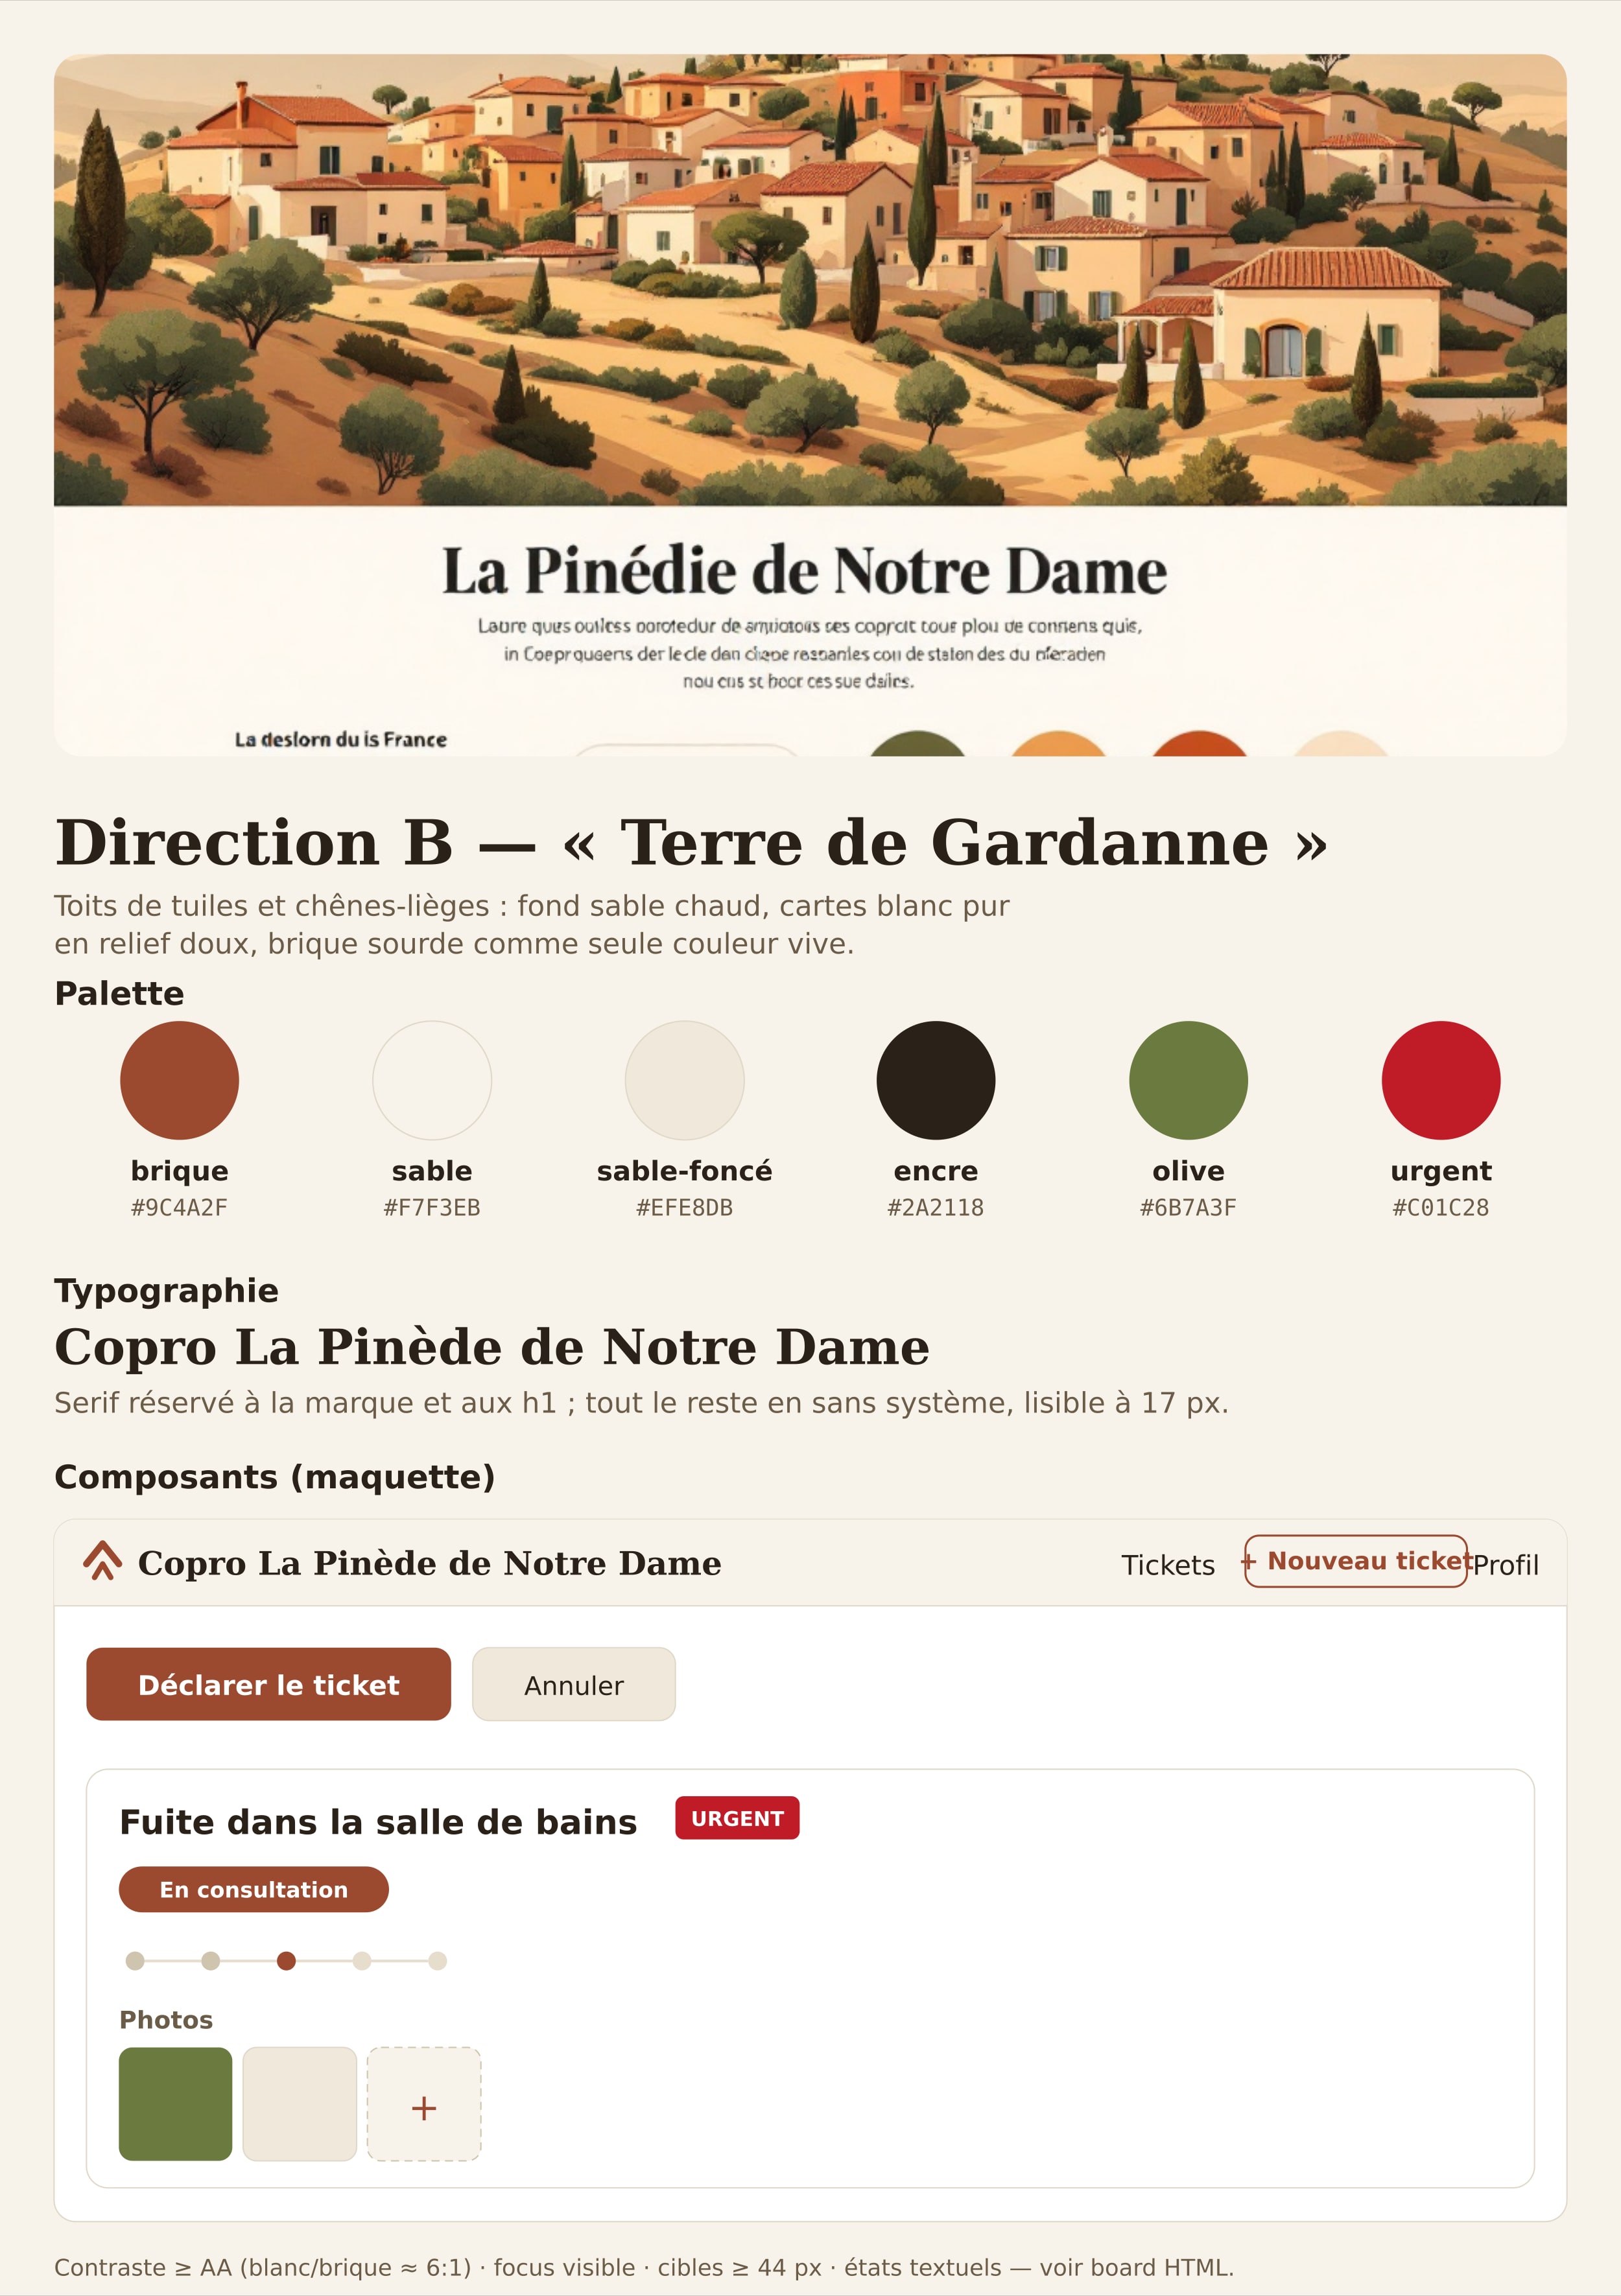 La Pinédie de Notre Dame
La deslorn du is France
Direction B — « Terre de Gardanne »
Toits de tuiles et chênes-lièges : fond sable chaud, cartes blanc pur
en relief doux, brique sourde comme seule couleur vive.
Palette
brique sable sable-foncé encre olive urgent
#9C4A2F #F7F3EB #EFE8DB #2A2118 #6B7A3F #C01C28
Typographie
Copro La Pinède de Notre Dame
Serif réservé à la marque et aux h1 ; tout le reste en sans système, lisible à 17 px.
Composants (maquette)
Copro La Pinède de Notre Dame Tickets + Nouveau ticket Profil
Déclarer le ticket Annuler
Fuite dans la salle de bains URGENT
En consultation
Photos
+
Contraste ≥ AA (blanc/brique ≈ 6:1) · focus visible · cibles ≥ 44 px · états textuels — voir board HTML.